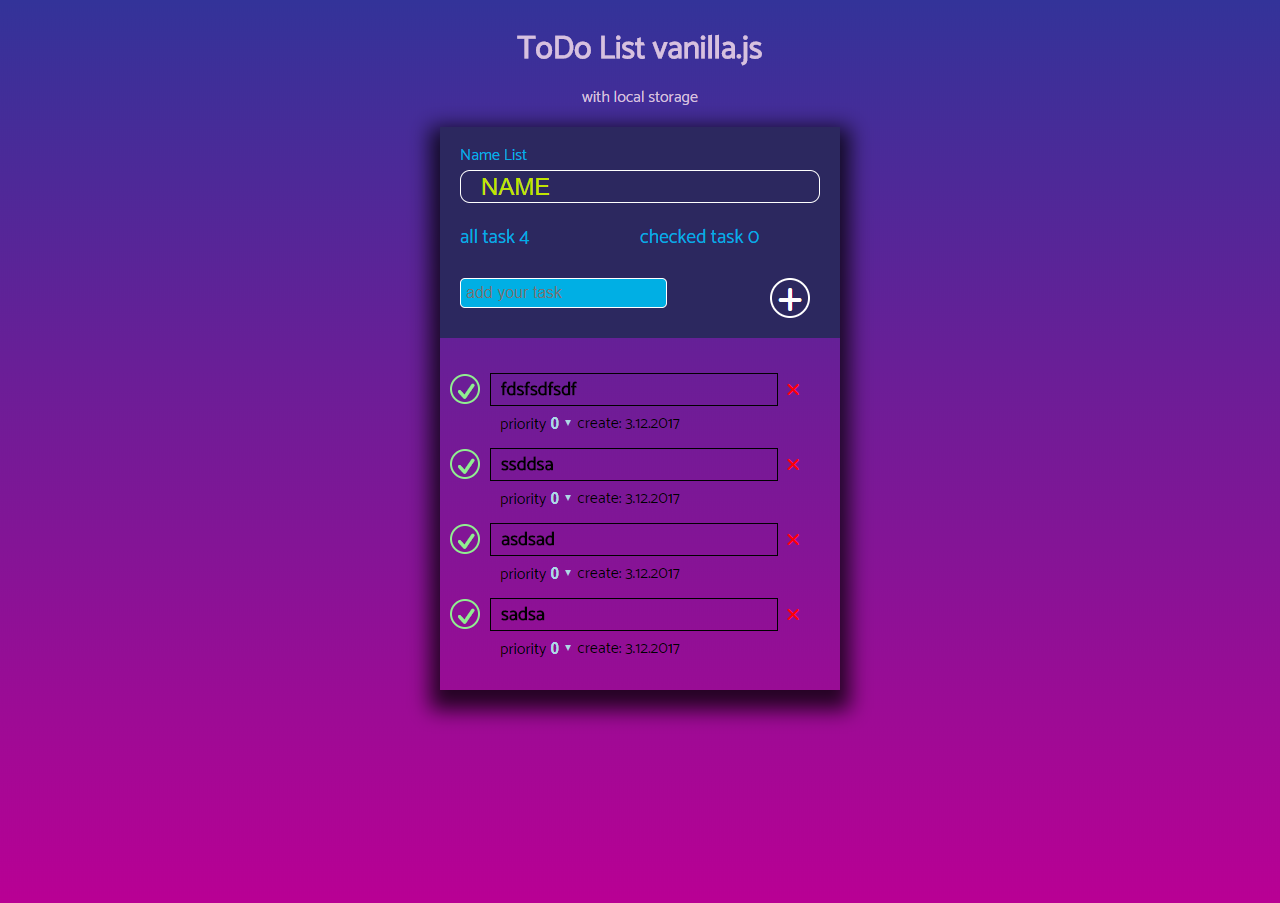 ToDo List vanilla.js
with local storage
Name List
NAME
all task 4 checked task 0
add your task
fdsfsdfsdf
priority 0 create: 3.12.2017
ssddsa
priority 0 create: 3.12.2017
asdsad
priority 0 create: 3.12.2017
sadsa
priority 0 create: 3.12.2017